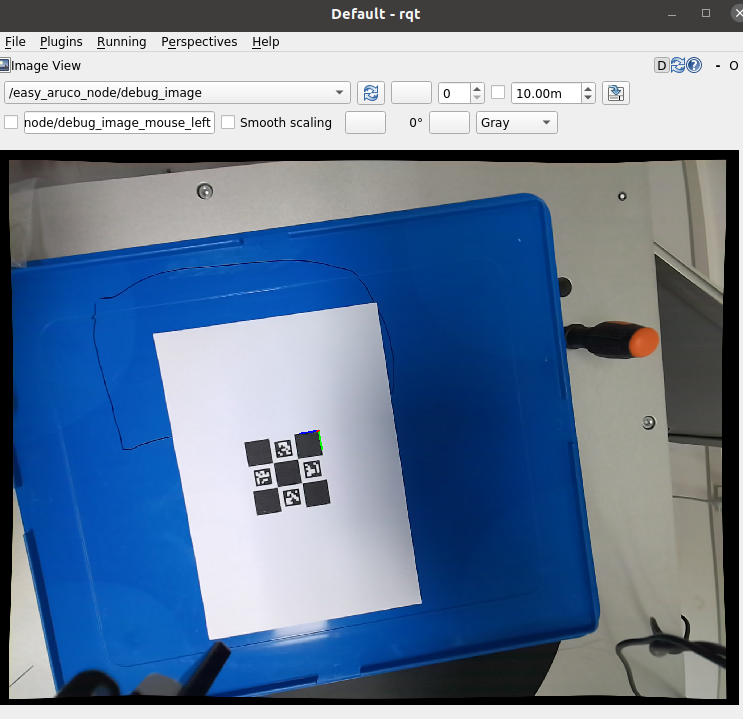 Default - rqt
File Plugins Running Perspectives Help
Image View D - O
/easy_aruco_node/debug_image 0 10.00m
node/debug_image_mouse_left Smooth scaling 0° Gray